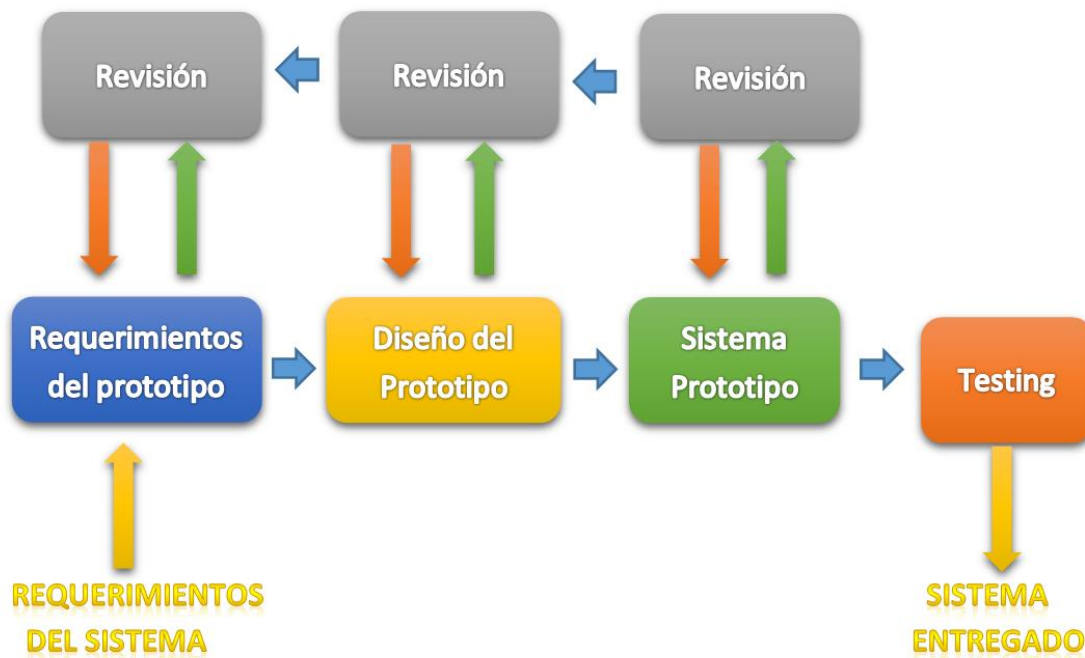 Revisión
Revisión
Revisión
Requerimientos
del prototipo
Diseño del
Prototipo
Sistema
Prototipo
Testing
REQUERIMIENTOS
DEL SISTEMA
SISTEMA
ENTREGADO